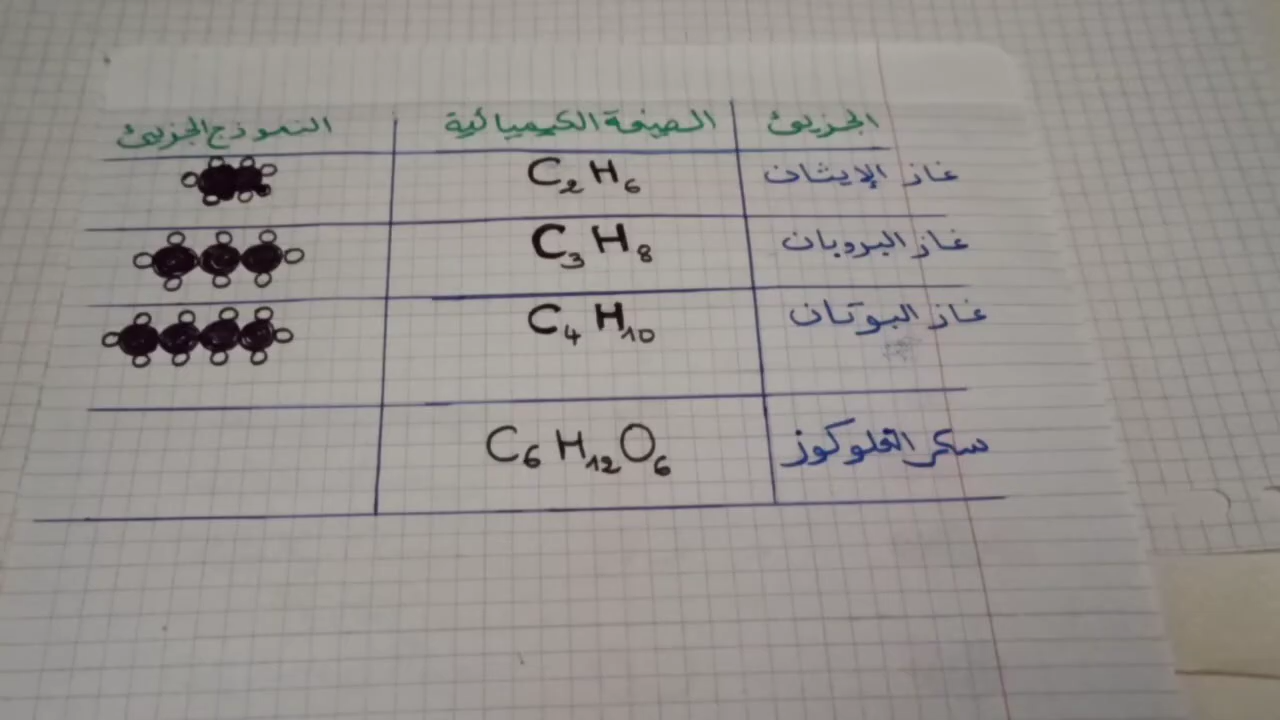 الجزيئ الصيغة الكيميائية النموذج الجزيئي
غاز الإيثان C₂H₆
غاز البروبان C₃H₈
غاز البوتان C₄H₁₀
سكر الغلوكوز C₆H₁₂O₆